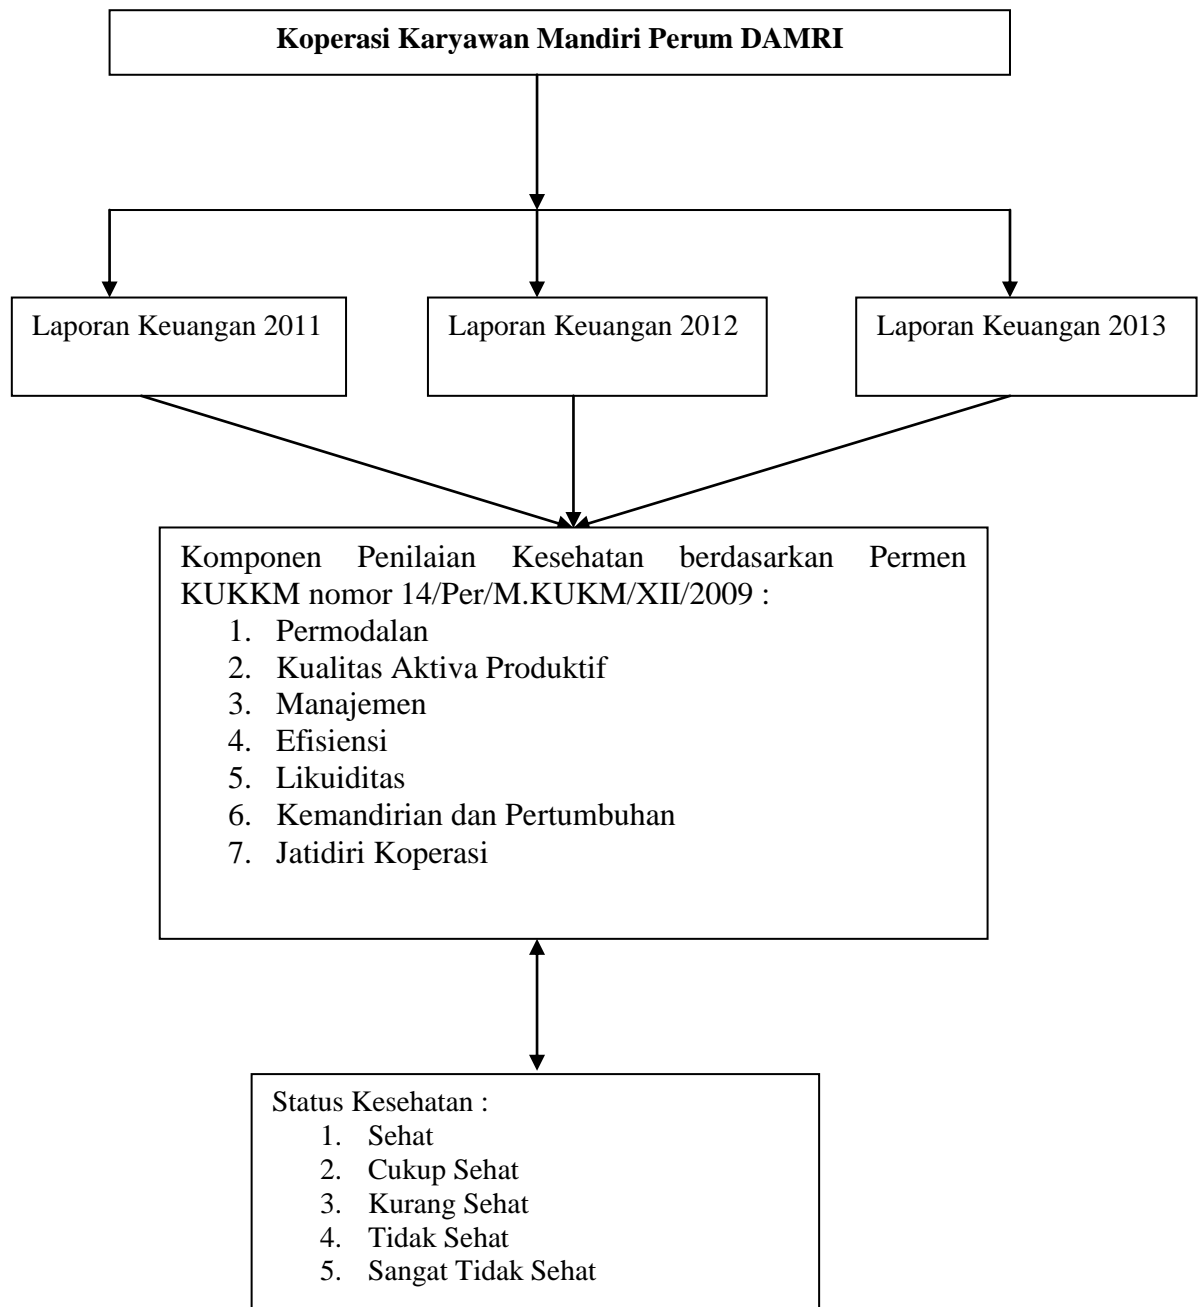 Koperasi Karyawan Mandiri Perum DAMRI
Laporan Keuangan 2011
Laporan Keuangan 2012
Laporan Keuangan 2013
Komponen Penilaian Kesehatan berdasarkan Permen
KUKKM nomor 14/Per/M.KUKM/XII/2009 :
1. Permodalan
2. Kualitas Aktiva Produktif
3. Manajemen
4. Efisiensi
5. Likuiditas
6. Kemandirian dan Pertumbuhan
7. Jatidiri Koperasi
Status Kesehatan :
1. Sehat
2. Cukup Sehat
3. Kurang Sehat
4. Tidak Sehat
5. Sangat Tidak Sehat